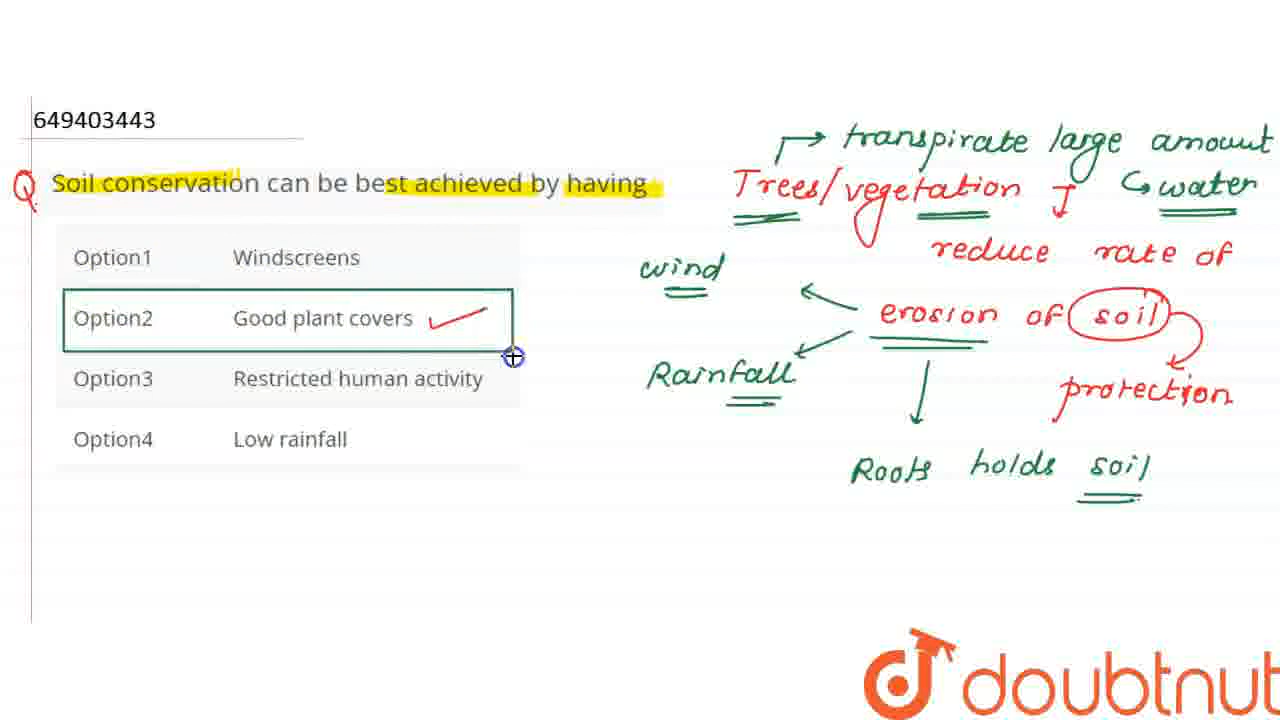 649403443
Q. Soil conservation can be best achieved by having
Option1 Windscreens
Option2 Good plant covers
Option3 Restricted human activity
Option4 Low rainfall
transpirate large amount
Trees/vegetation water
reduce rate of
wind
erosion of soil
Rainfall
protection
Roots holds soil
doubtnut